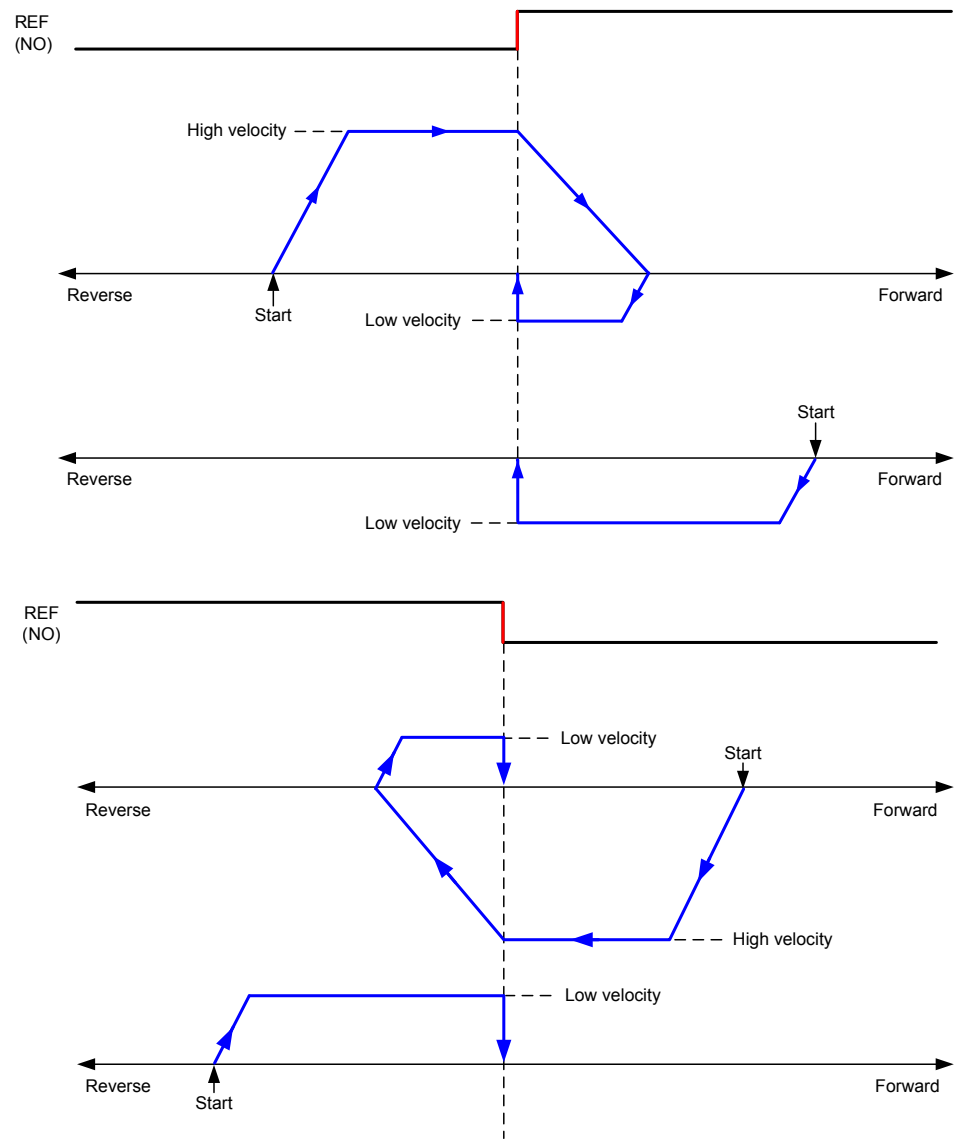 REF
(NO)
High velocity
Reverse
Forward
Start
Low velocity
Start
Reverse
Forward
Low velocity
REF
(NO)
Low velocity
Start
Reverse
Forward
High velocity
Low velocity
Reverse
Forward
Start